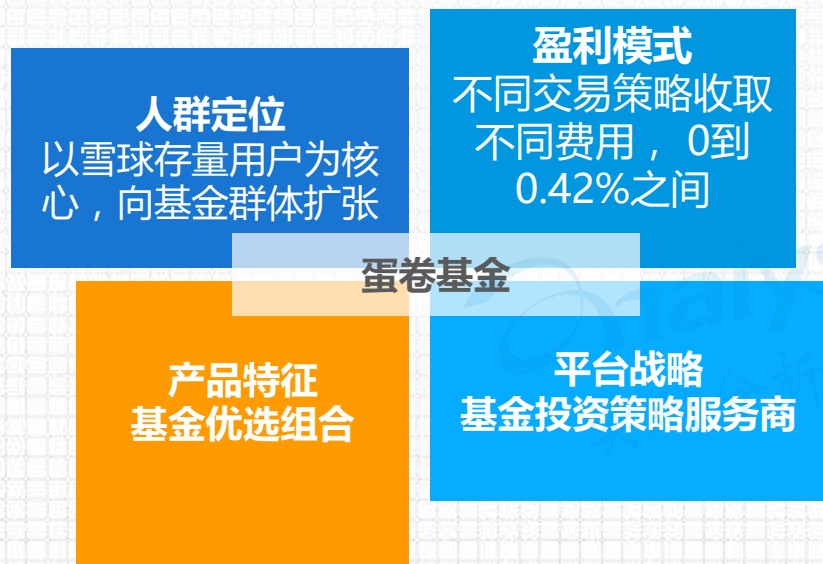 人群定位
以雪球存量用户为核
心，向基金群体扩张
盈利模式
不同交易策略收取
不同费用， 0到
0.42%之间
蛋卷基金
产品特征
基金优选组合
平台战略
基金投资策略服务商